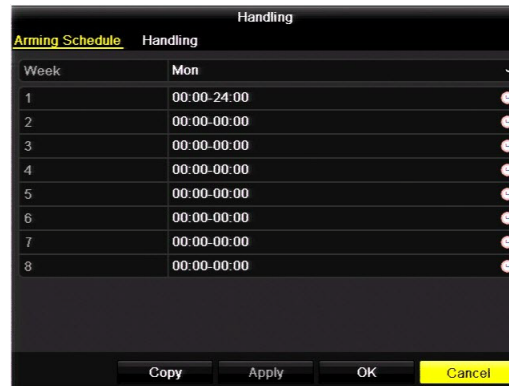 Handling
Arming Schedule Handling
Week Mon
1 00:00-24:00
2 00:00-00:00
3 00:00-00:00
4 00:00-00:00
5 00:00-00:00
6 00:00-00:00
7 00:00-00:00
8 00:00-00:00
Copy Apply OK Cancel